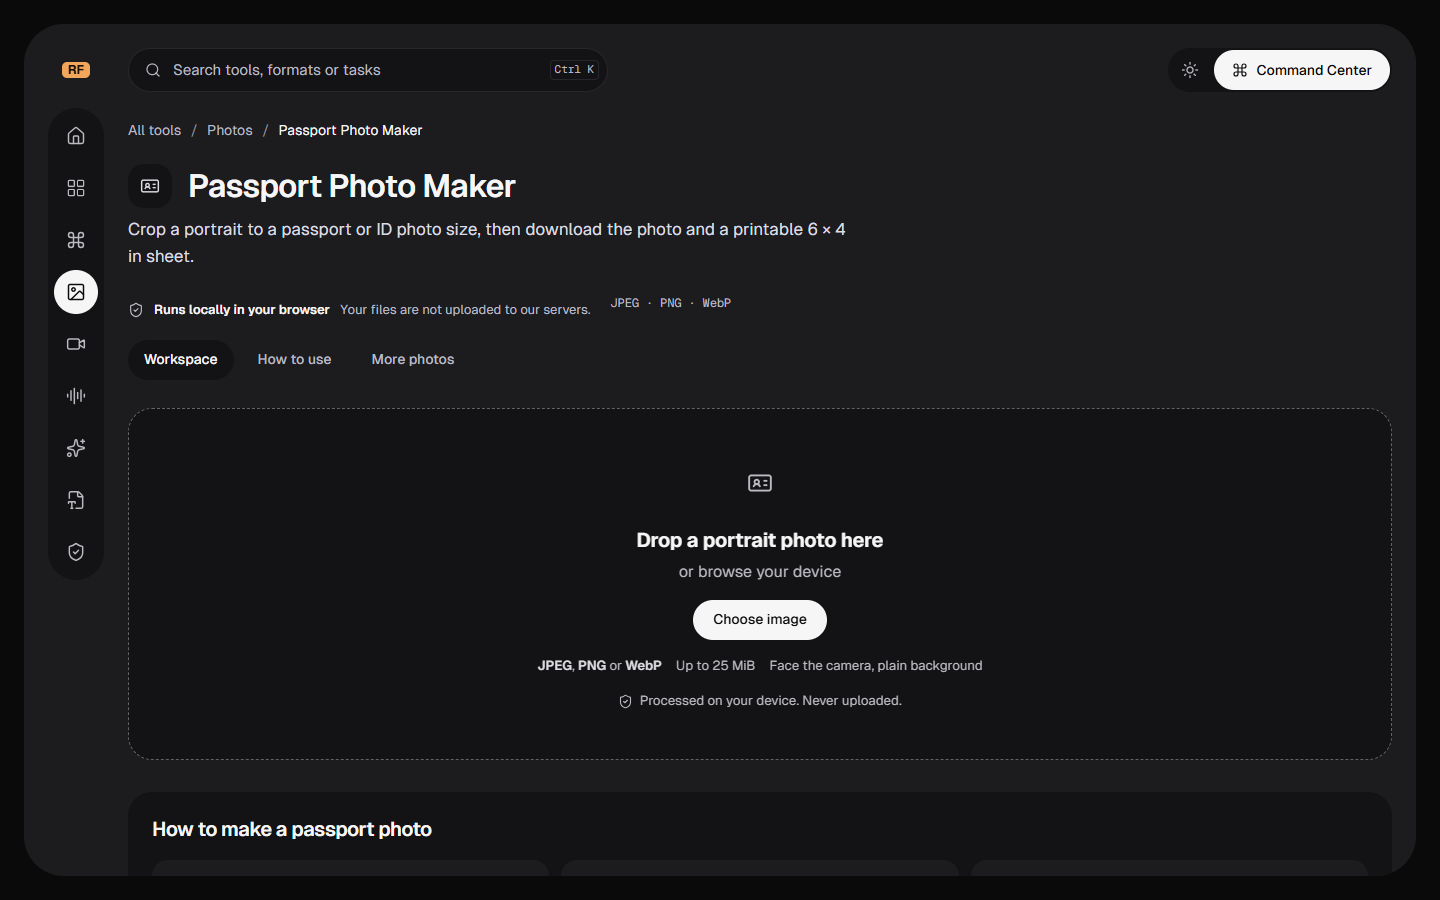 RF
Search tools, formats or tasks
Ctrl K
Command Center
All tools / Photos / Passport Photo Maker
Passport Photo Maker
Crop a portrait to a passport or ID photo size, then download the photo and a printable 6 × 4
in sheet.
Runs locally in your browser Your files are not uploaded to our servers. JPEG · PNG · WebP
Workspace How to use More photos
Drop a portrait photo here
or browse your device
Choose image
JPEG, PNG or WebP Up to 25 MiB Face the camera, plain background
Processed on your device. Never uploaded.
How to make a passport photo